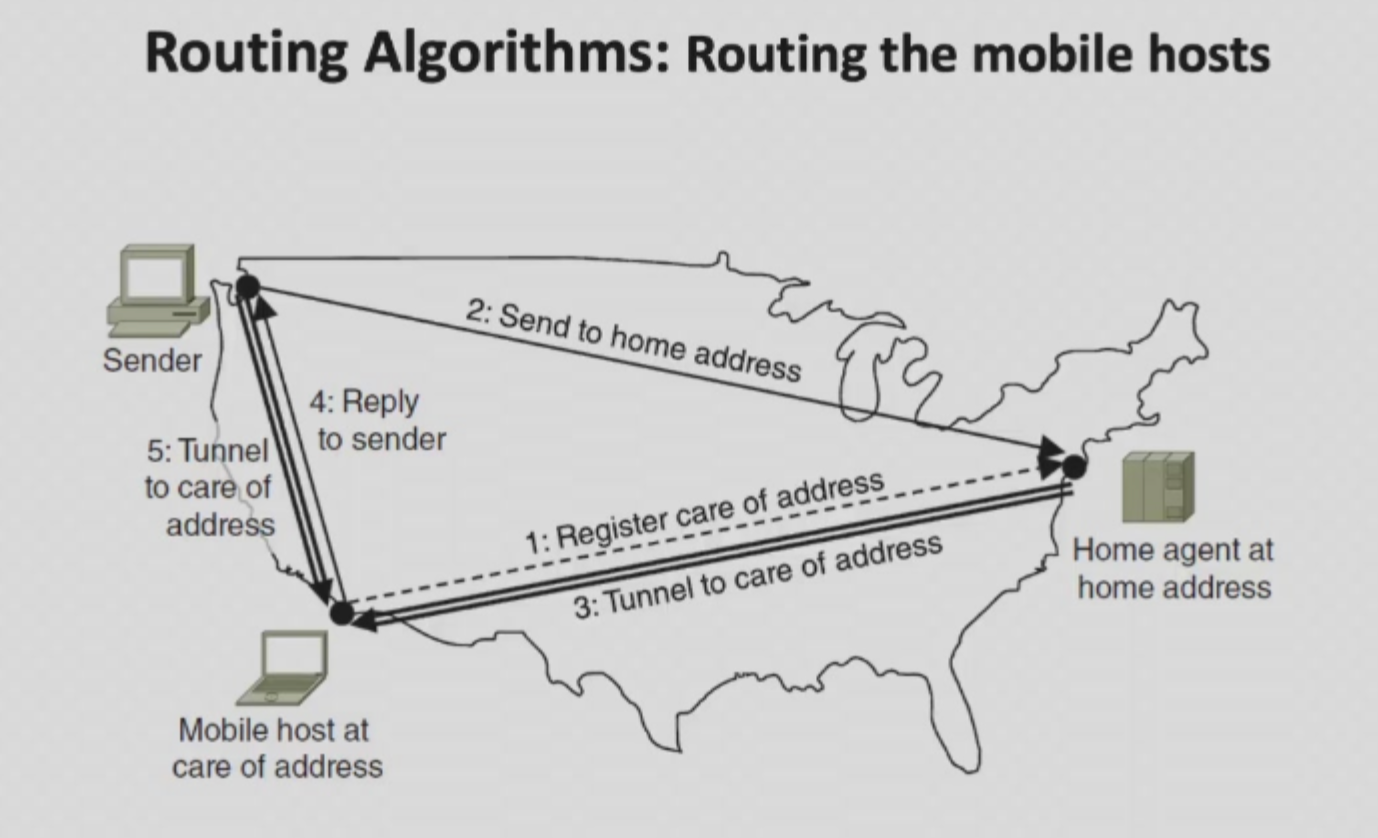 Routing Algorithms: Routing the mobile hosts
Sender
2: Send to home address
4: Reply
to sender
5: Tunnel
to care of
address
1: Register care of address
3: Tunnel to care of address
Home agent at
home address
Mobile host at
care of address